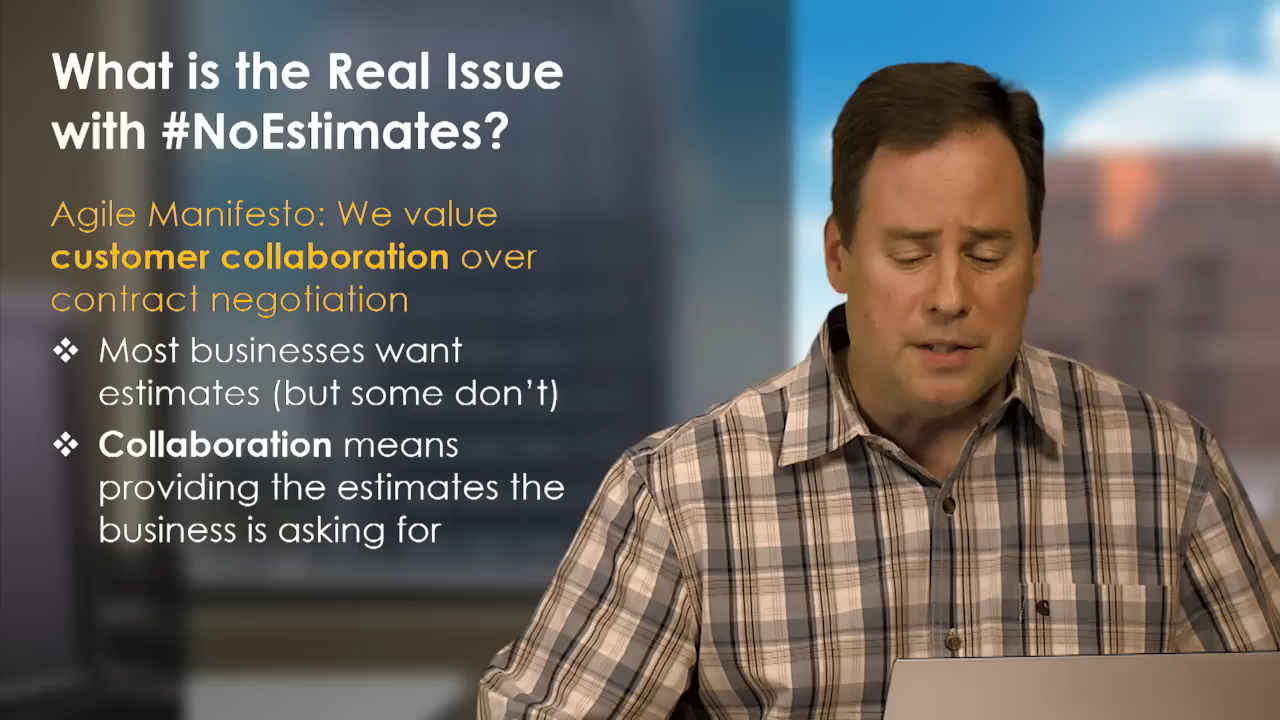 What is the Real Issue
with #NoEstimates?
Agile Manifesto: We value
customer collaboration over
contract negotiation
❖ Most businesses want
estimates (but some don’t)
❖ Collaboration means
providing the estimates the
business is asking for